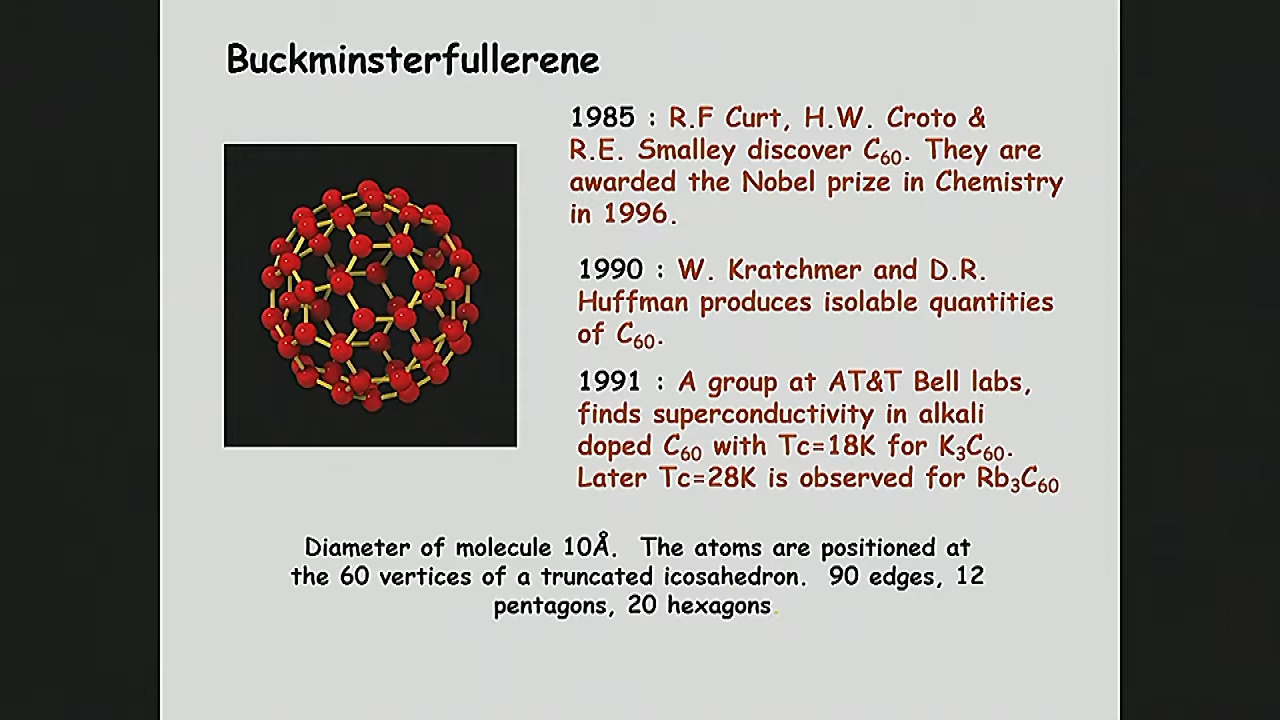 Buckminsterfullerene
1985 : R.F Curt, H.W. Croto &
R.E. Smalley discover C₆₀. They are
awarded the Nobel prize in Chemistry
in 1996.
1990 : W. Kratchmer and D.R.
Huffman produces isolable quantities
of C₆₀.
1991 : A group at AT&T Bell labs,
finds superconductivity in alkali
doped C₆₀ with Tc=18K for K₃C₆₀.
Later Tc=28K is observed for Rb₃C₆₀
Diameter of molecule 10Å. The atoms are positioned at
the 60 vertices of a truncated icosahedron. 90 edges, 12
pentagons, 20 hexagons.